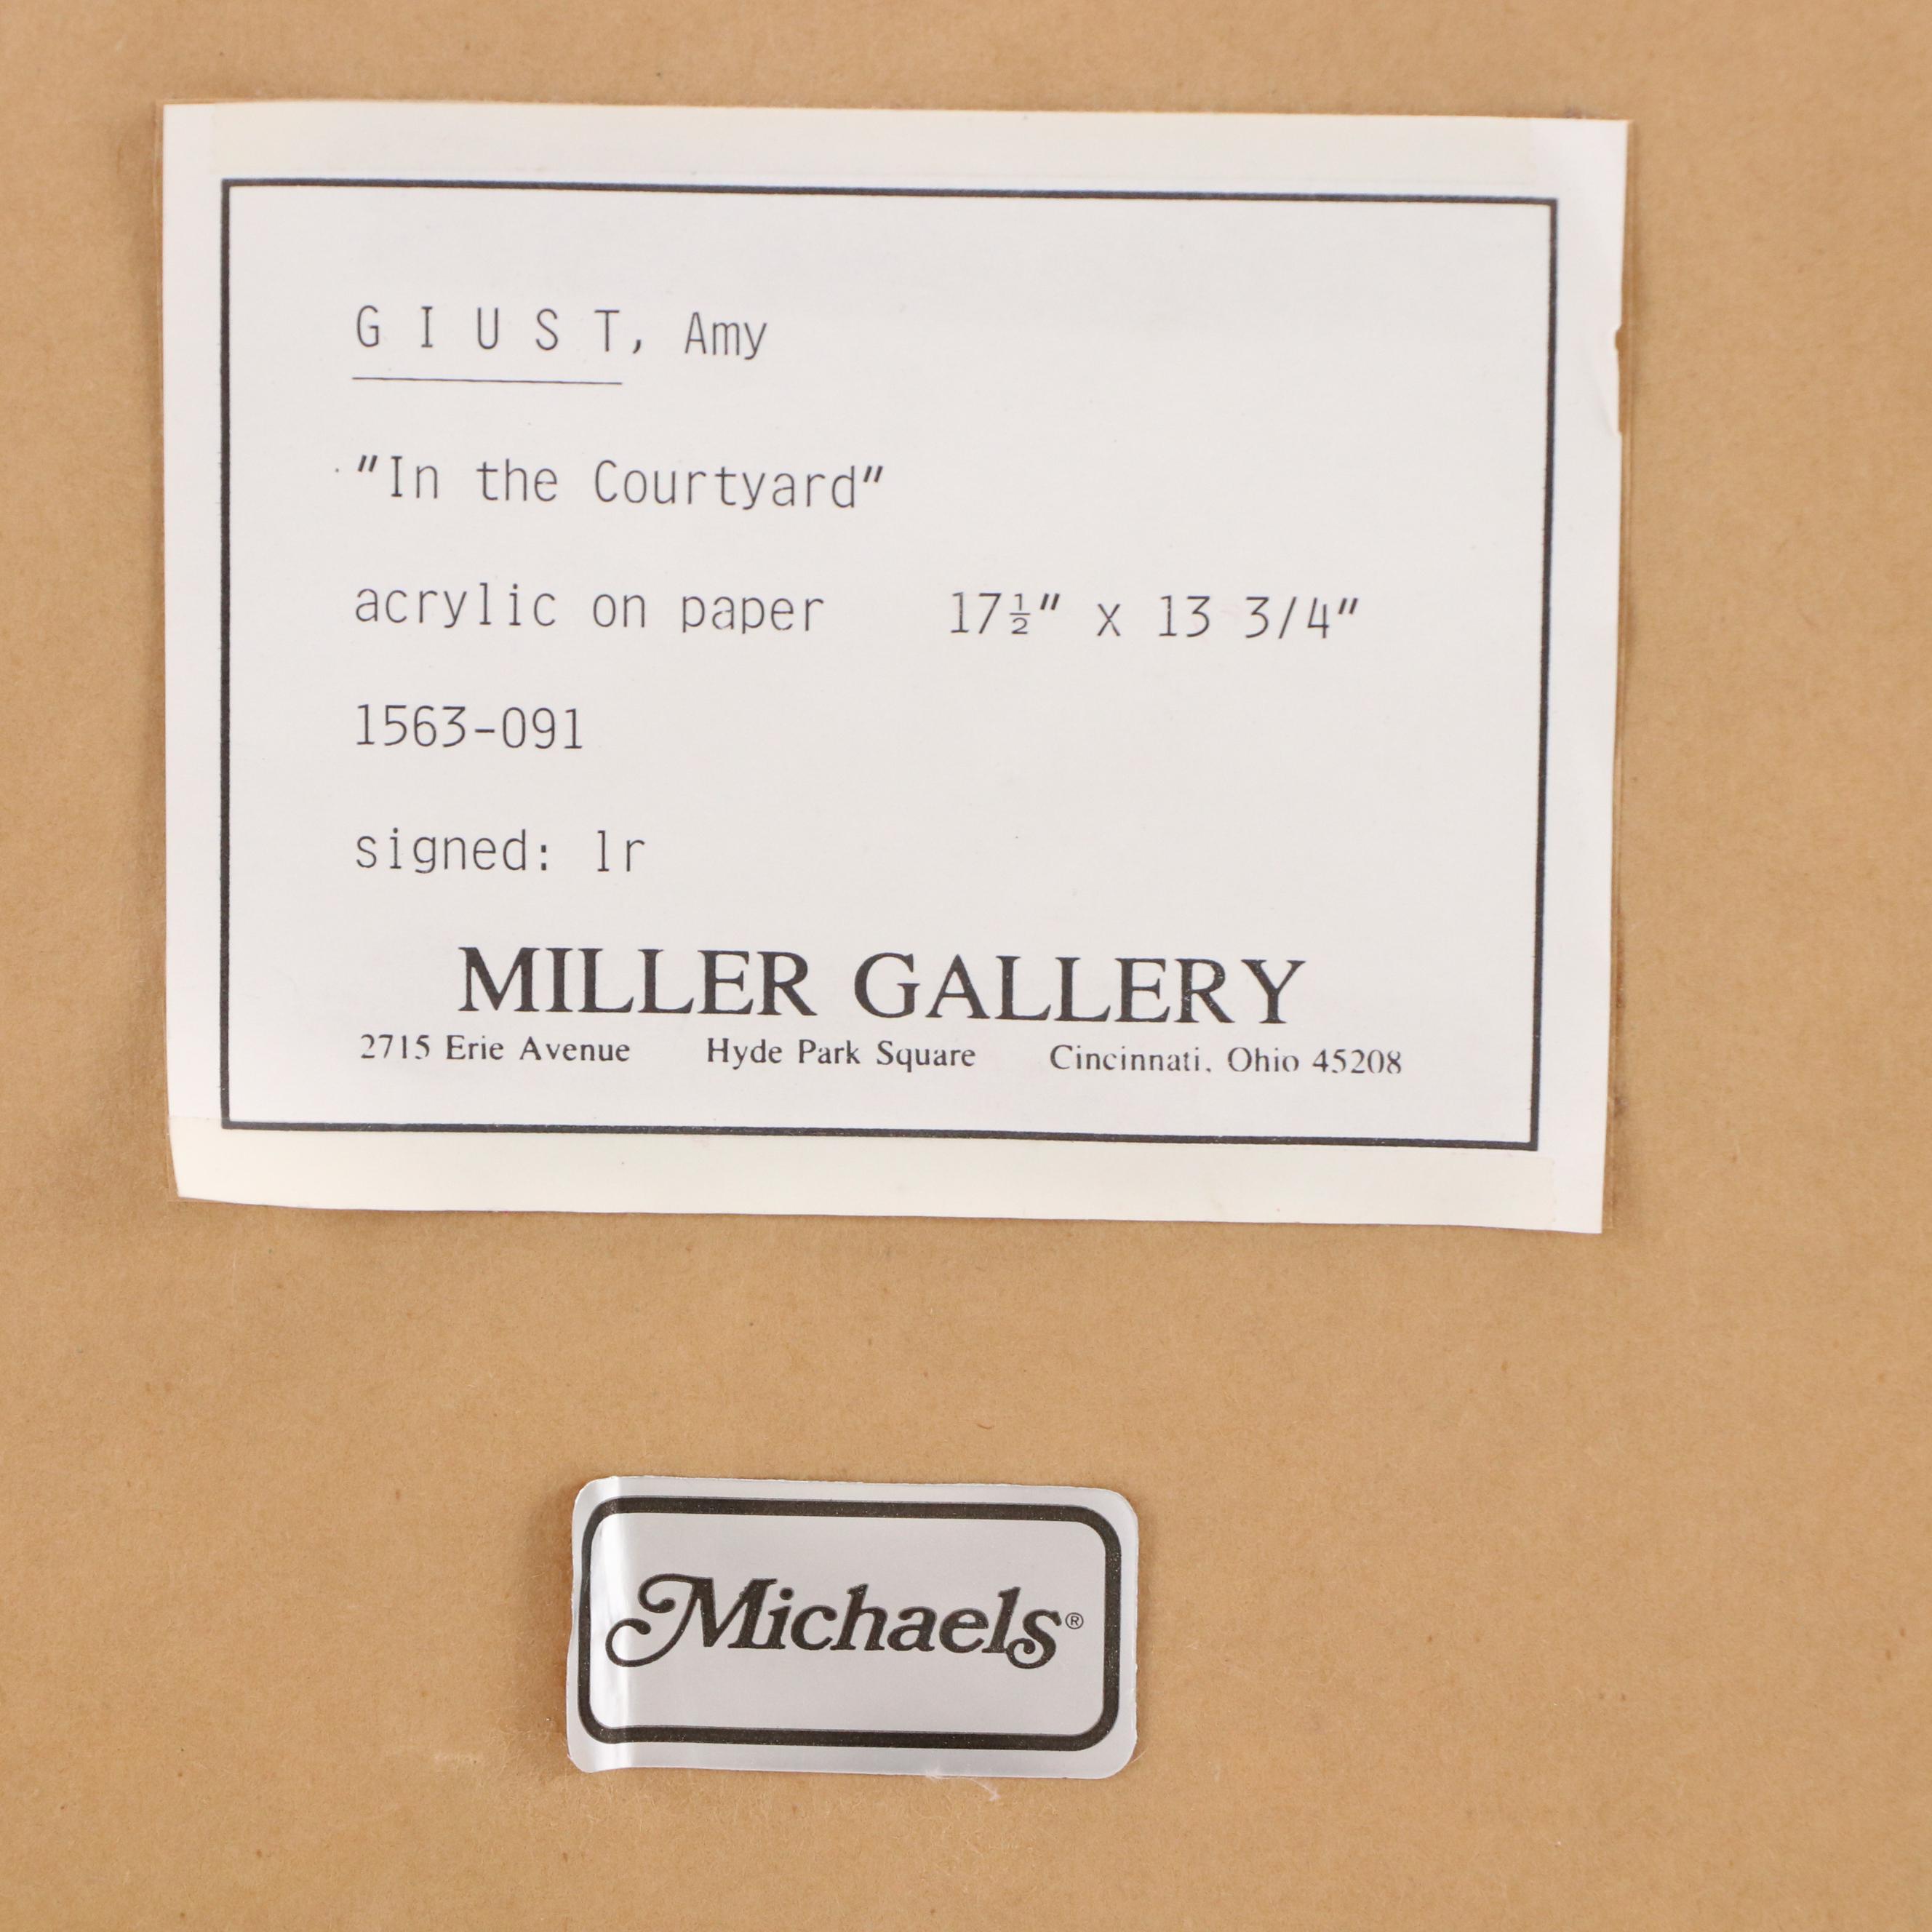 G I U S T, Amy
"In the Courtyard"
acrylic on paper 17½" x 13 3/4"
1563-091
signed: lr
MILLER GALLERY
2715 Erie Avenue Hyde Park Square Cincinnati, Ohio 45208
Michaels®